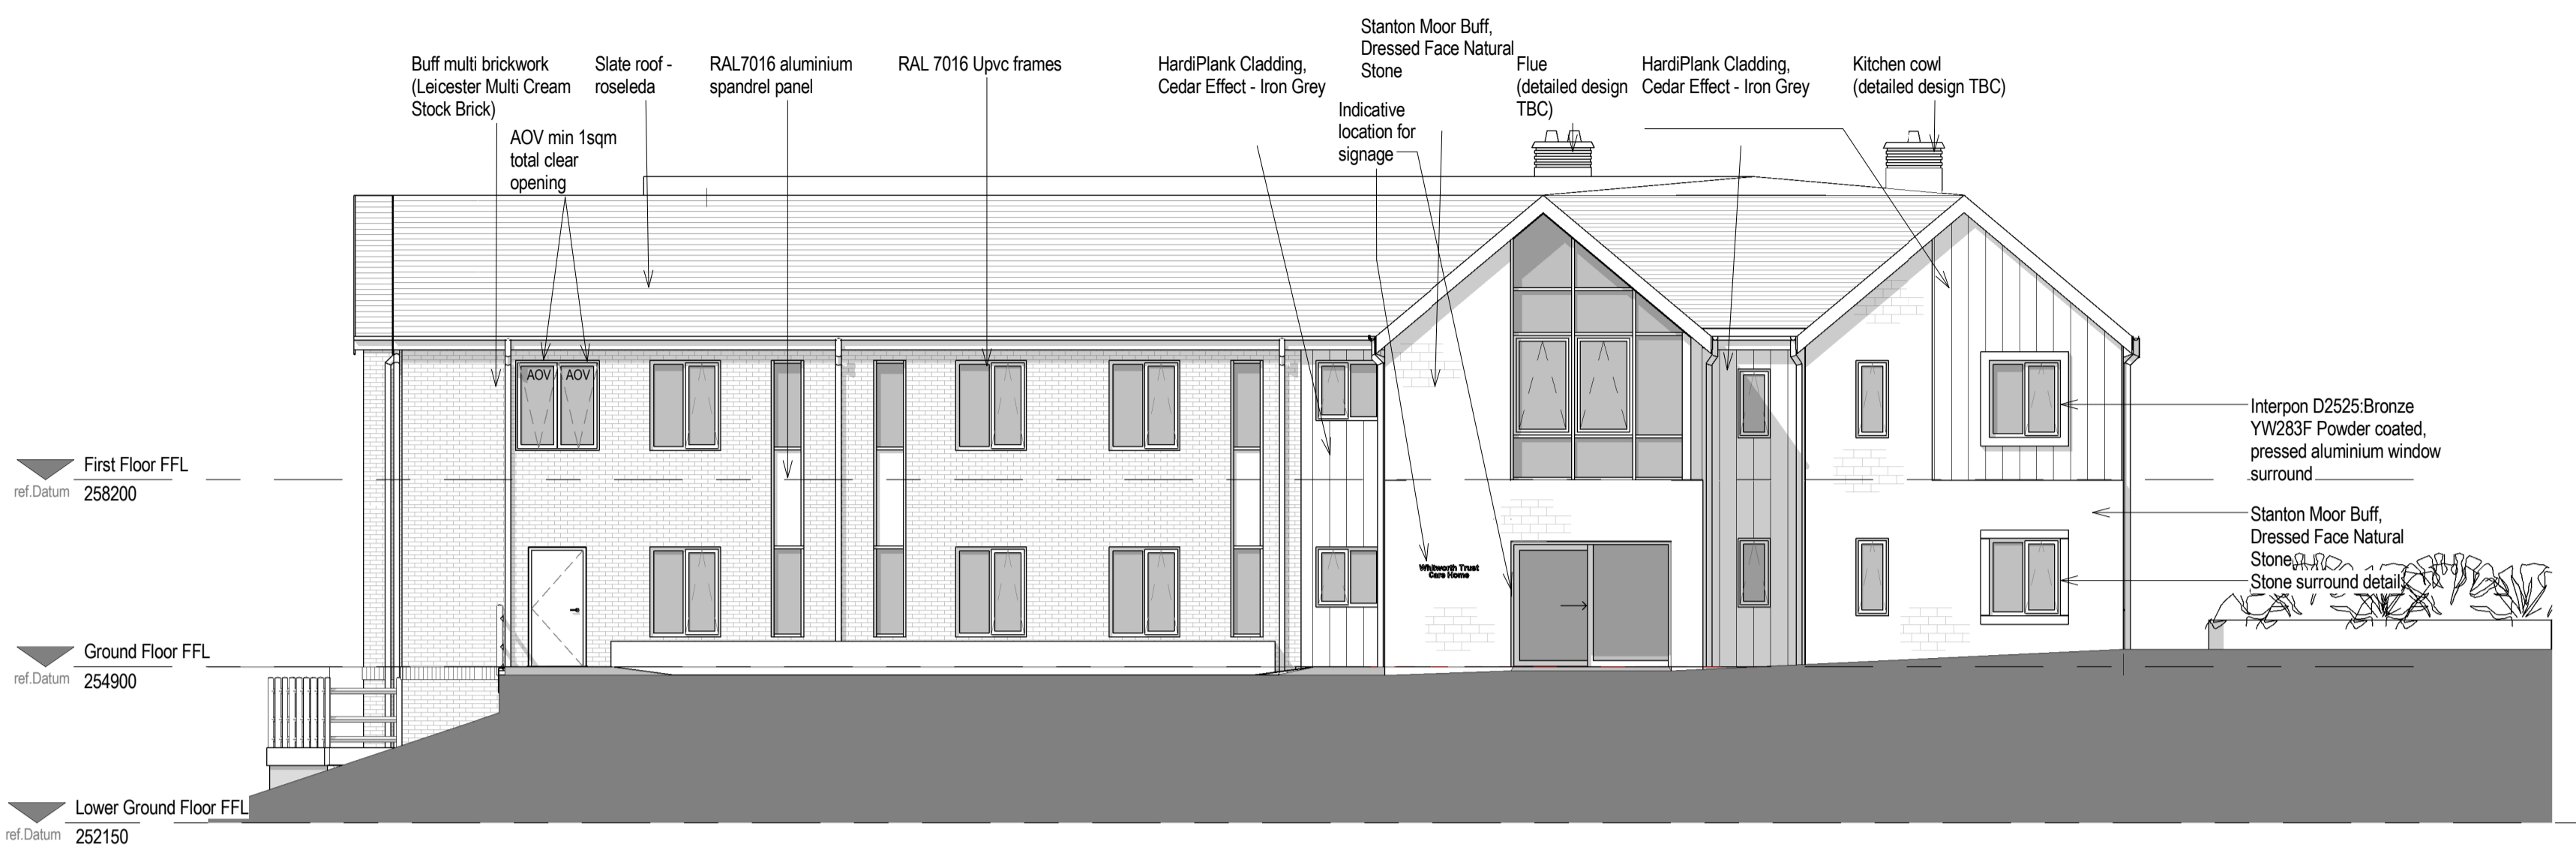 Buff multi brickwork
(Leicester Multi Cream
Stock Brick)
AOV min 1sqm
total clear
opening
Slate roof -
roseleda
RAL7016 aluminium
spandrel panel
RAL 7016 Upvc frames
HardiPlank Cladding,
Cedar Effect - Iron Grey
Stanton Moor Buff,
Dressed Face Natural
Stone
Indicative
location for
signage
Flue
(detailed design
TBC)
HardiPlank Cladding,
Cedar Effect - Iron Grey
Kitchen cowl
(detailed design TBC)
AOV
AOV
Interpon D2525:Bronze
YW283F Powder coated,
pressed aluminium window
surround
First Floor FFL
ref.Datum 258200
Stanton Moor Buff,
Dressed Face Natural
Stone
Stone surround detail
Whitworth Trust
Care Home
Ground Floor FFL
ref.Datum 254900
Lower Ground Floor FFL
ref.Datum 252150